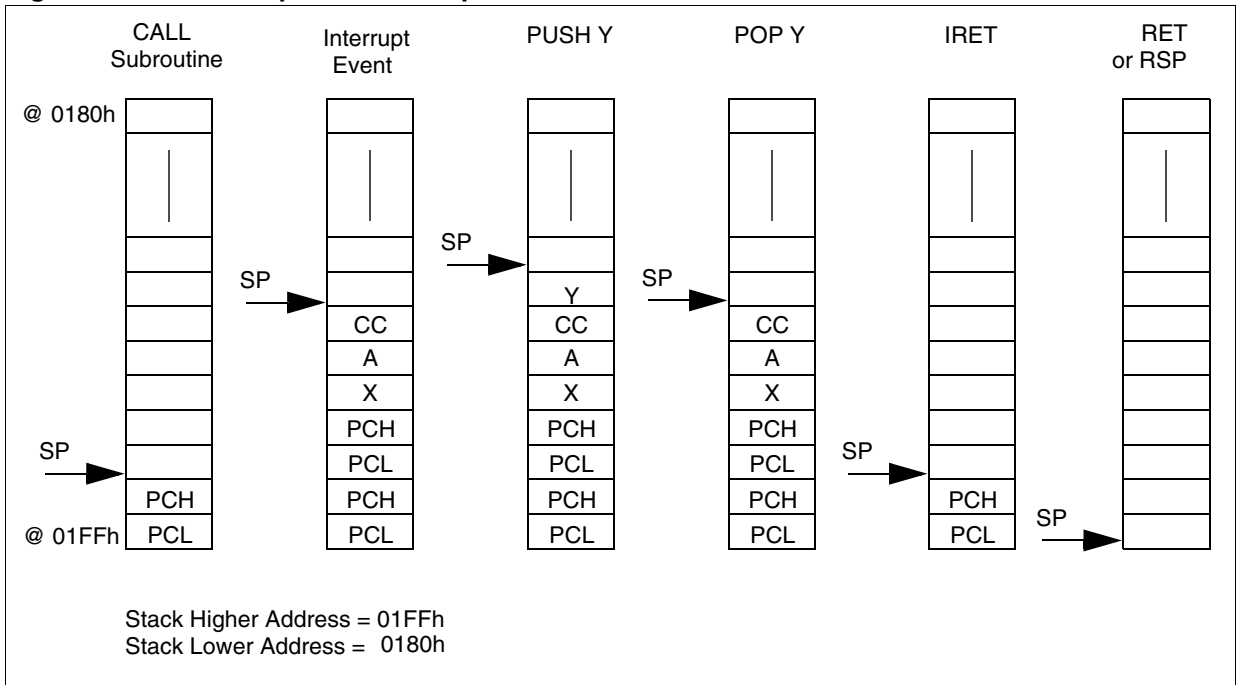 CALL
Subroutine
Interrupt
Event
PUSH Y
POP Y
IRET
RET
or RSP
@ 0180h
SP
SP
SP
SP
SP
SP
Y
CC
CC
CC
A
A
A
X
X
X
PCH
PCH
PCH
PCL
PCL
PCL
PCH
PCH
PCH
PCH
PCH
@ 01FFh
PCL
PCL
PCL
PCL
PCL
Stack Higher Address = 01FFh
Stack Lower Address = 0180h